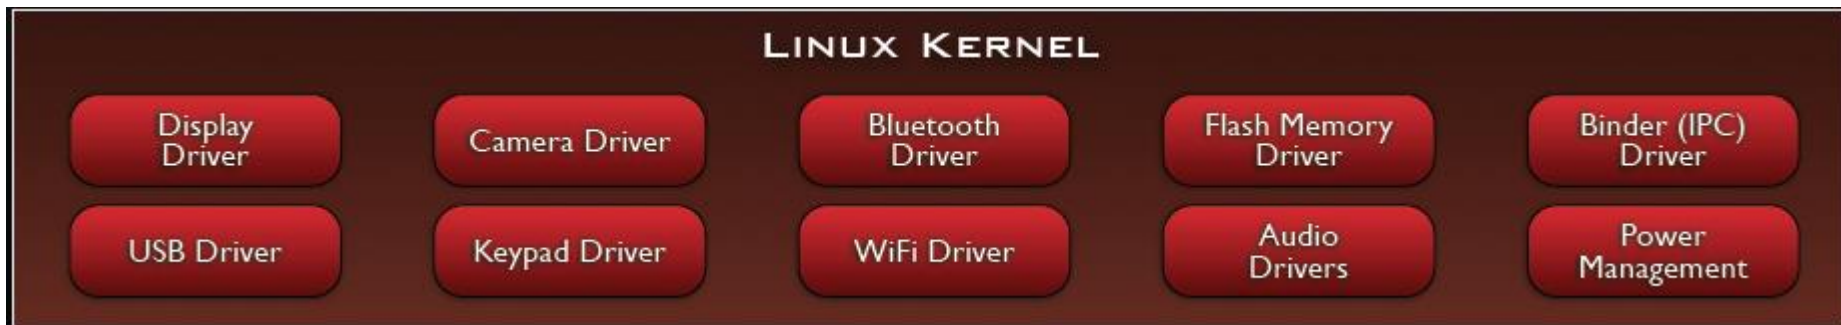 LINUX KERNEL
Display
Driver
Camera Driver
Bluetooth
Driver
Flash Memory
Driver
Binder (IPC)
Driver
USB Driver
Keypad Driver
WiFi Driver
Audio
Drivers
Power
Management